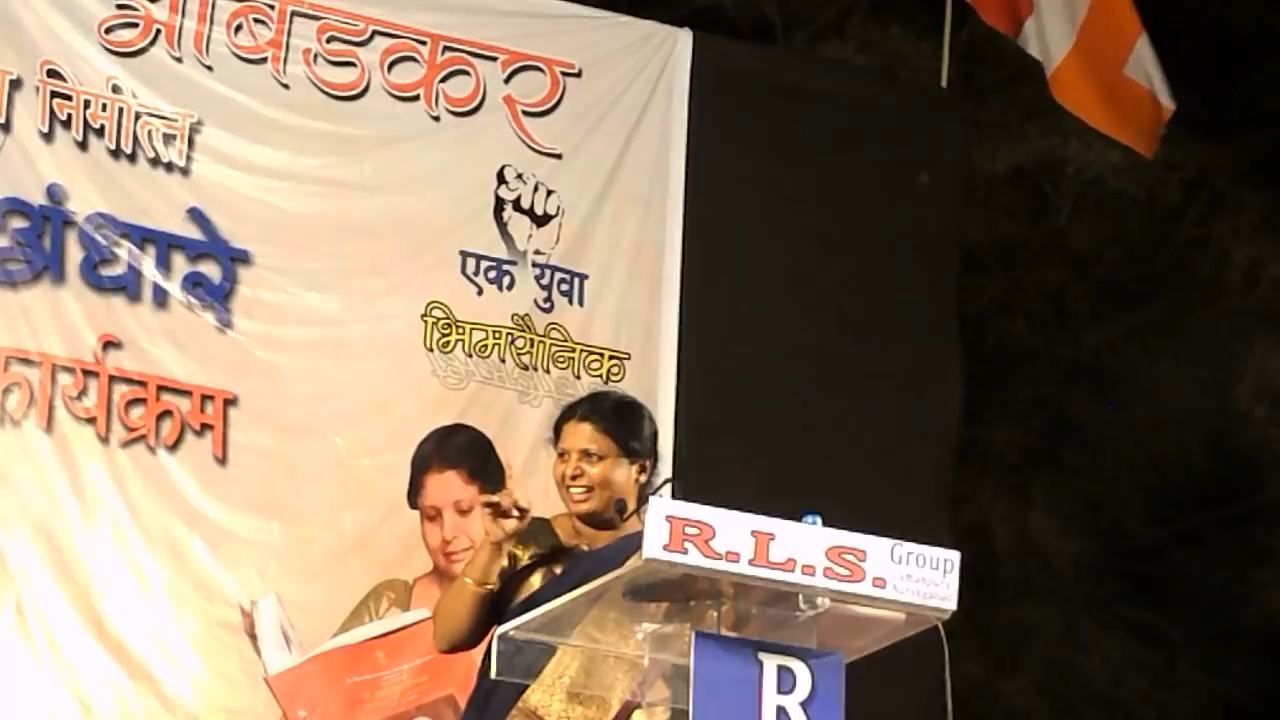 आंबेडकर
निमीत्त
अंधारे
कार्यक्रम
एक युवा
भिमसैनिक
R.L.S. Group
R